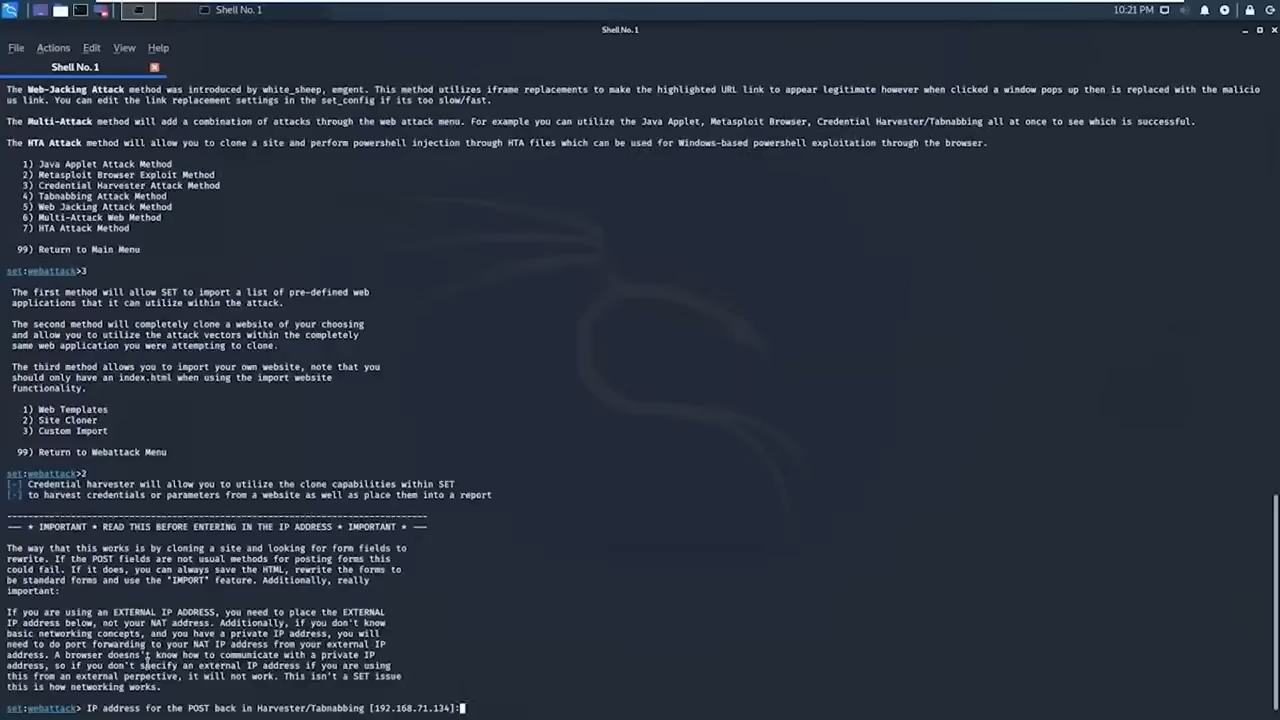 Shell No. 1
10:21 PM
Shell No. 1
File Actions Edit View Help
Shell No. 1
The Web-Jacking Attack method was introduced by white_sheep, emgent. This method utilizes iframe replacements to make the highlighted URL link to appear legitimate however when clicked a window pops up then is replaced with the malicio
us link. You can edit the link replacement settings in the set_config if its too slow/fast.
The Multi-Attack method will add a combination of attacks through the web attack menu. For example you can utilize the Java Applet, Metasploit Browser, Credential Harvester/Tabnabbing all at once to see which is successful.
The HTA Attack method will allow you to clone a site and perform powershell injection through HTA files which can be used for Windows-based powershell exploitation through the browser.
1) Java Applet Attack Method
2) Metasploit Browser Exploit Method
3) Credential Harvester Attack Method
4) Tabnabbing Attack Method
5) Web Jacking Attack Method
6) Multi-Attack Web Method
7) HTA Attack Method
99) Return to Main Menu
set:webattack>3
The first method will allow SET to import a list of pre-defined web
applications that it can utilize within the attack.
The second method will completely clone a website of your choosing
and allow you to utilize the attack vectors within the completely
same web application you were attempting to clone.
The third method allows you to import your own website, note that you
should only have an index.html when using the import website
functionality.
1) Web Templates
2) Site Cloner
3) Custom Import
99) Return to Webattack Menu
set:webattack>2
[-] Credential harvester will allow you to utilize the clone capabilities within SET
[-] to harvest credentials or parameters from a website as well as place them into a report
-------------------------------------------------------------------------------
--- * IMPORTANT * READ THIS BEFORE ENTERING IN THE IP ADDRESS * IMPORTANT * ---
The way that this works is by cloning a site and looking for form fields to
rewrite. If the POST fields are not usual methods for posting forms this
could fail. If it does, you can always save the HTML, rewrite the forms to
be standard forms and use the "IMPORT" feature. Additionally, really
important:
If you are using an EXTERNAL IP ADDRESS, you need to place the EXTERNAL
IP address below, not your NAT address. Additionally, if you don't know
basic networking concepts, and you have a private IP address, you will
need to do port forwarding to your NAT IP address from your external IP
address. A browser doesns't know how to communicate with a private IP
address, so if you don't specify an external IP address if you are using
this from an external perpective, it will not work. This isn't a SET issue
this is how networking works.
set:webattack> IP address for the POST back in Harvester/Tabnabbing [192.168.71.134]: